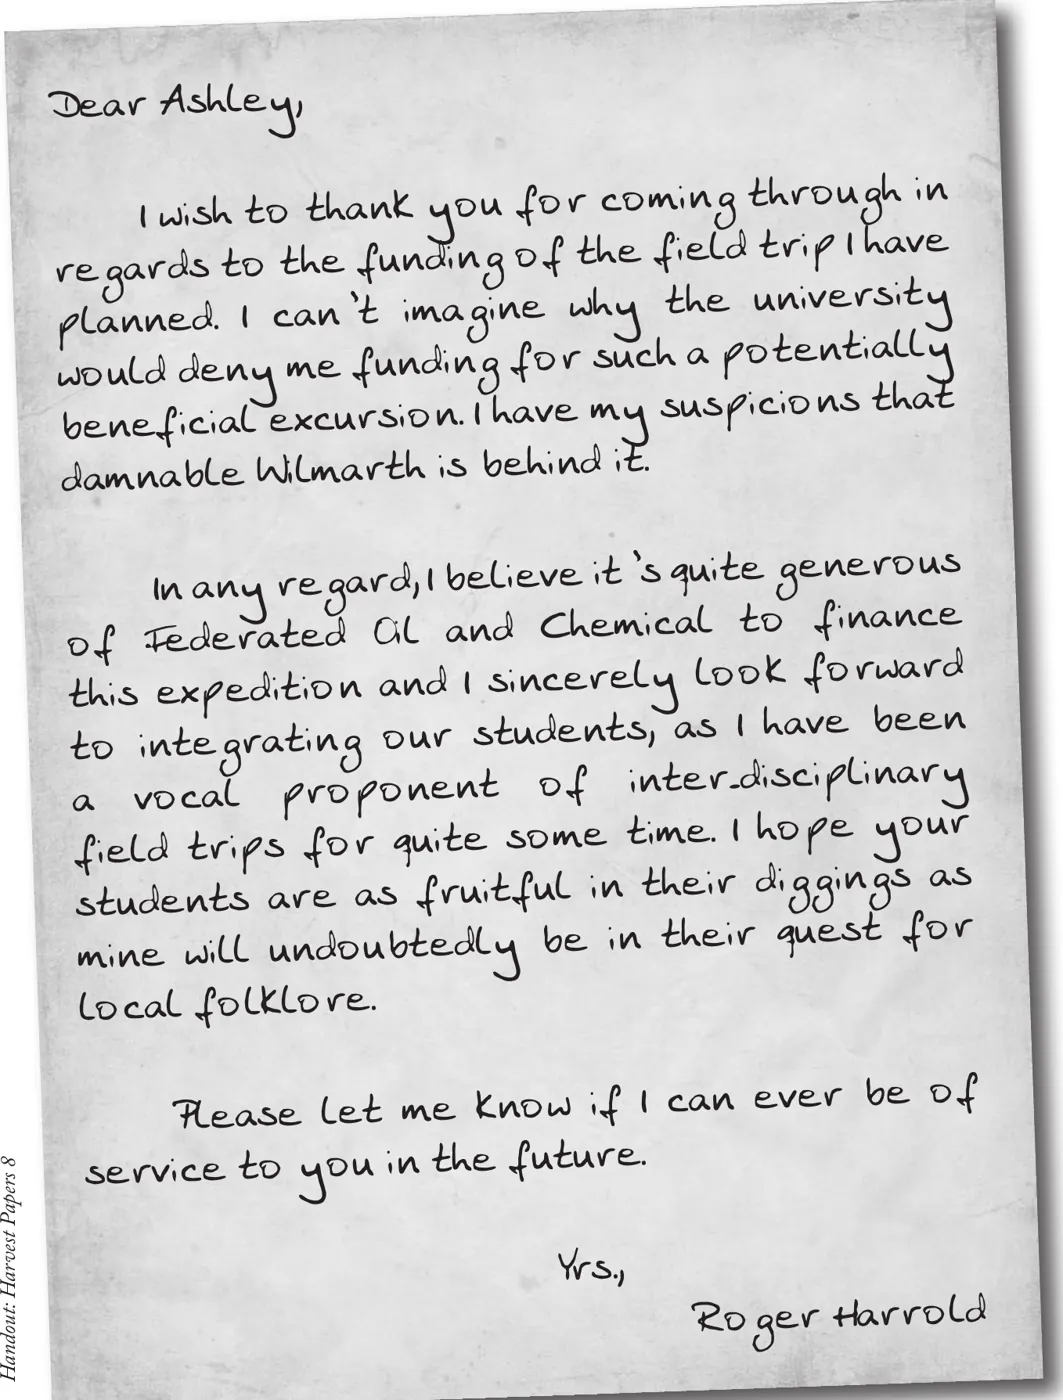 Dear Ashley,
I wish to thank you for coming through in
regards to the funding of the field trip I have
planned. I can't imagine why the university
would deny me funding for such a potentially
beneficial excursion. I have my suspicions that
damnable Wilmarth is behind it.
In any regard, I believe it's quite generous
of Federated Oil and Chemical to finance
this expedition and I sincerely look forward
to integrating our students, as I have been
a vocal proponent of inter-disciplinary
field trips for quite some time. I hope your
students are as fruitful in their diggings as
mine will undoubtedly be in their quest for
local folklore.
Please let me know if I can ever be of
service to you in the future.
Yrs.,
Roger Harrold
Handout: Harvest Papers 8